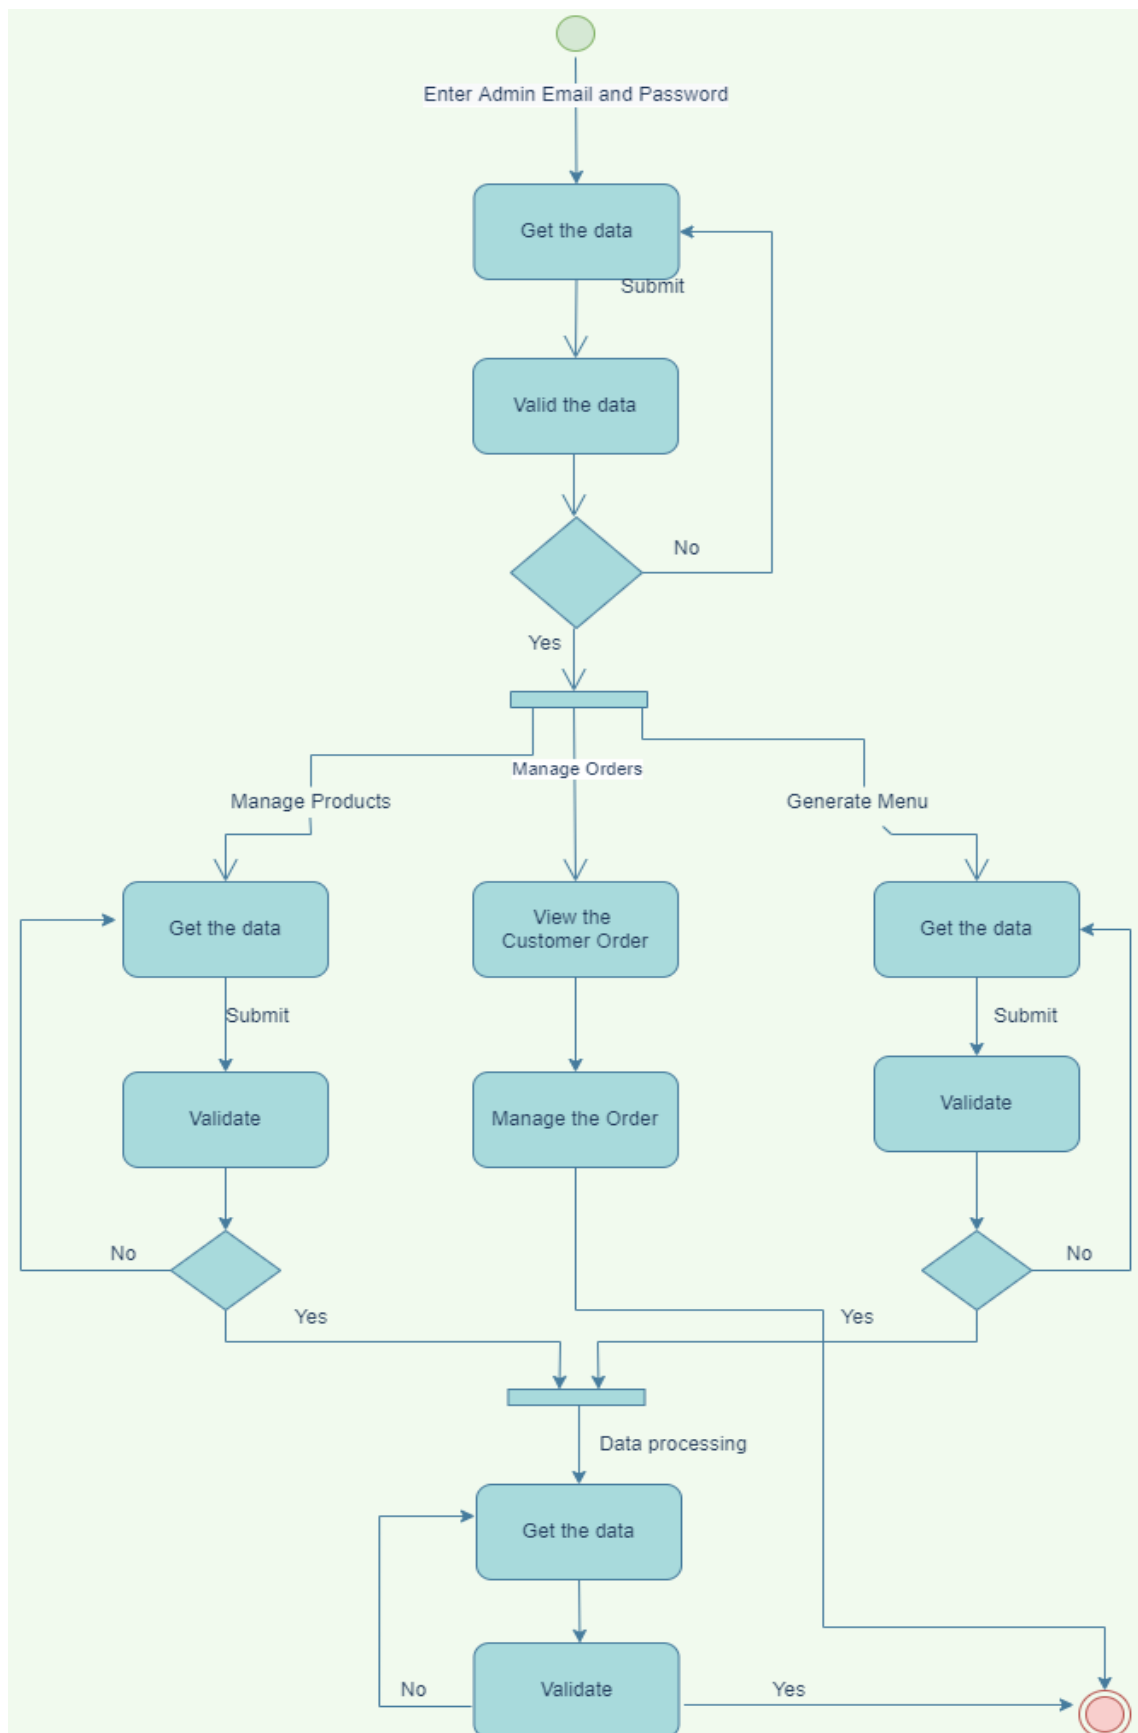 Enter Admin Email and Password
Get the data
Submit
Valid the data
No
Yes
Manage Orders
Manage Products
Generate Menu
Get the data
View the
Customer Order
Get the data
Submit
Submit
Validate
Manage the Order
Validate
No
No
Yes
Yes
Data processing
Get the data
No
Validate
Yes